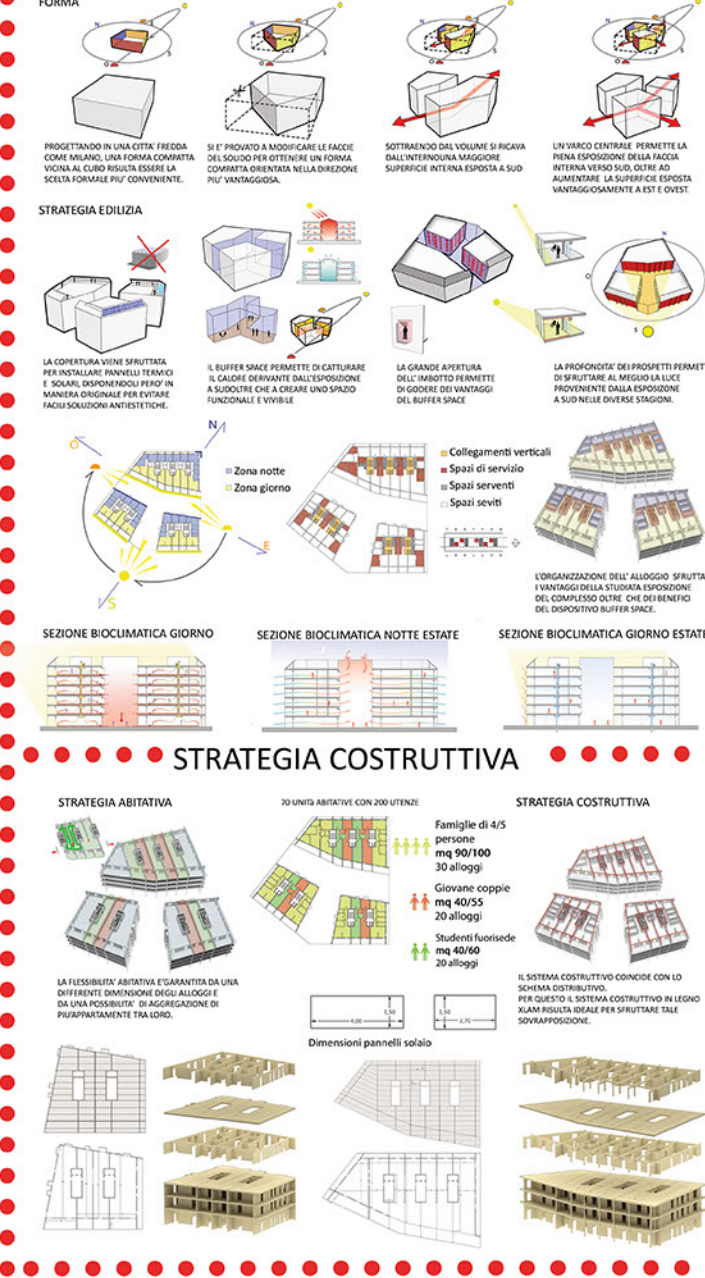 FORMA
N
S
O
N
S
O
N
S
O
N
S
O
PROGETTANDO IN UNA CITTA' FREDDA
COME MILANO, UNA FORMA COMPATTA
VICINA AL CUBO RISULTA ESSERE LA
SCELTA FORMALE PIU' CONVENIENTE.
SI E' PROVATO A MODIFICARE LE FACCIE
DEL SOLIDO PER OTTENERE UN FORMA
COMPATTA ORIENTATA NELLA DIREZIONE
PIU' VANTAGGIOSA.
SOTTRAENDO DAL VOLUME SI RICAVA
DALL'INTERNOUNA MAGGIORE
SUPERFICIE INTERNA ESPOSTA A SUD
UN VARCO CENTRALE PERMETTE LA
PIENA ESPOSIZIONE DELLA FACCIA
INTERNA VERSO SUD, OLTRE AD
AUMENTARE LA SUPERFICIE ESPOSTA
VANTAGGIOSAMENTE A EST E OVEST.
STRATEGIA EDILIZIA
N
O
S
LA COPERTURA VIENE SFRUTTATA
PER INSTALLARE PANNELLI TERMICI
E SOLARI, DISPONENDOLI PERO' IN
MANIERA ORIGINALE PER EVITARE
FACILI SOLUZIONI ANTIESTETICHE.
IL BUFFER SPACE PERMETTE DI CATTURARE
IL CALORE DERIVANTE DALL'ESPOSIZIONE
A SUDOLTRE CHE A CREARE UNO SPAZIO
FUNZIONALE E VIVIBILE
LA GRANDE APERTURA
DELL' IMBOTTO PERMETTE
DI GODERE DEI VANTAGGI
DEL BUFFER SPACE
LA PROFONDITA' DEI PROSPETTI PERMET
DI SFRUTTARE AL MEGLIO LA LUCE
PROVENIENTE DALLA ESPOSIZONE
A SUD NELLE DIVERSE STAGIONI.
N
O
E
S
Zona notte
Zona giorno
Collegamenti verticali
Spazi di servizio
Spazi serventi
Spazi seviti
L'ORGANIZZAZIONE DELL' ALLOGGIO SFRUTTA
I VANTAGGI DELLA STUDIATA ESPOSIZIONE
DEL COMPLESSO OLTRE CHE DEI BENEFICI
DEL DISPOSITIVO BUFFER SPACE.
SEZIONE BIOCLIMATICA GIORNO
SEZIONE BIOCLIMATICA NOTTE ESTATE
SEZIONE BIOCLIMATICA GIORNO ESTATE
STRATEGIA COSTRUTTIVA
STRATEGIA ABITATIVA
70 UNITà ABITATIVE CON 200 UTENZE
STRATEGIA COSTRUTTIVA
Famiglie di 4/5
persone
mq 90/100
30 alloggi
Giovane coppie
mq 40/55
20 alloggi
Studenti fuorisede
mq 40/60
20 alloggi
LA FLESSIBILITA' ABITATIVA E'GARANTITA DA UNA
DIFFERENTE DIMENSIONE DEGLI ALLOGGI E
DA UNA POSSIBILITA' DI AGGREGAZIONE DI
PIU'APPARTAMENTE TRA LORO.
IL SISTEMA COSTRUTTIVO COINCIDE CON LO
SCHEMA DISTRIBUTIVO.
PER QUESTO IL SISTEMA COSTRUTTIVO IN LEGNO
XLAM RISULTA IDEALE PER SFRUTTARE TALE
SOVRAPPOSIZIONE.
4,00
1,50
2,70
1,50
Dimensioni pannelli solaio